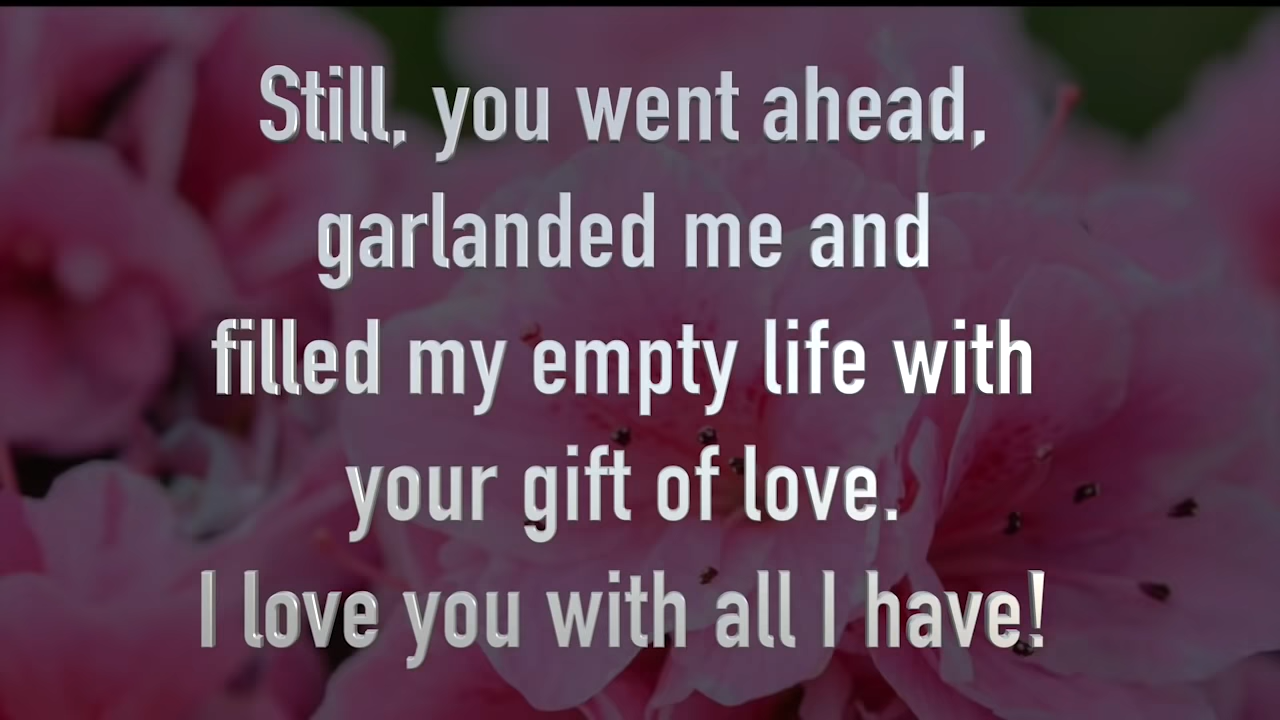 Still, you went ahead,
garlanded me and
filled my empty life with
your gift of love.
I love you with all I have!